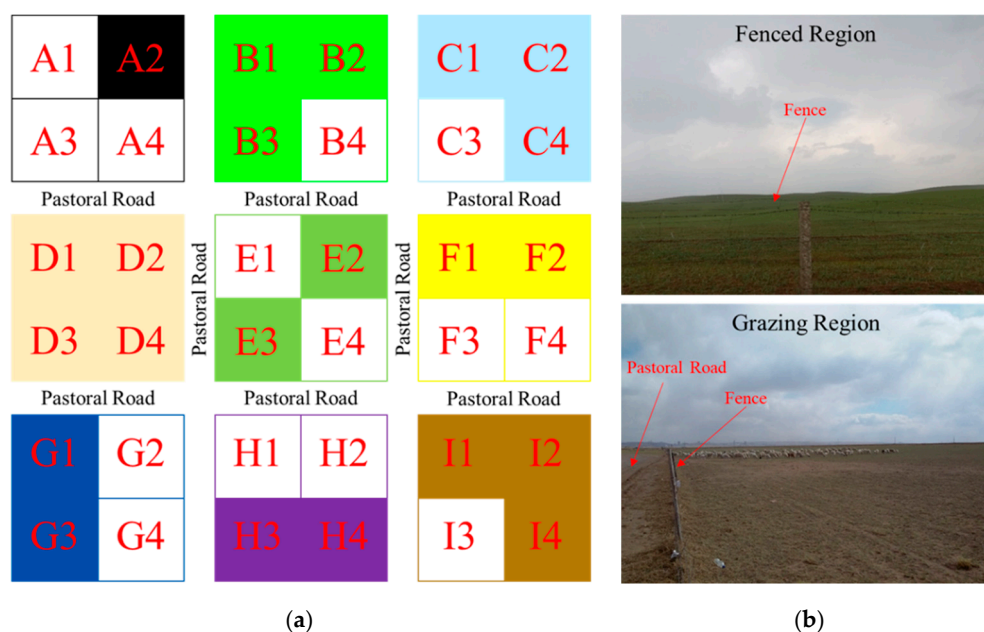 A1 A2 B1 B2 C1 C2
A3 A4 B3 B4 C3 C4
Pastoral Road Pastoral Road Pastoral Road
D1 D2 E1 E2 F1 F2
Pastoral Road Pastoral Road
D3 D4 E3 E4 F3 F4
Pastoral Road Pastoral Road Pastoral Road
G1 G2 H1 H2 I1 I2
G3 G4 H3 H4 I3 I4
(a)
Fenced Region
Fence
Grazing Region
Pastoral Road
Fence
(b)